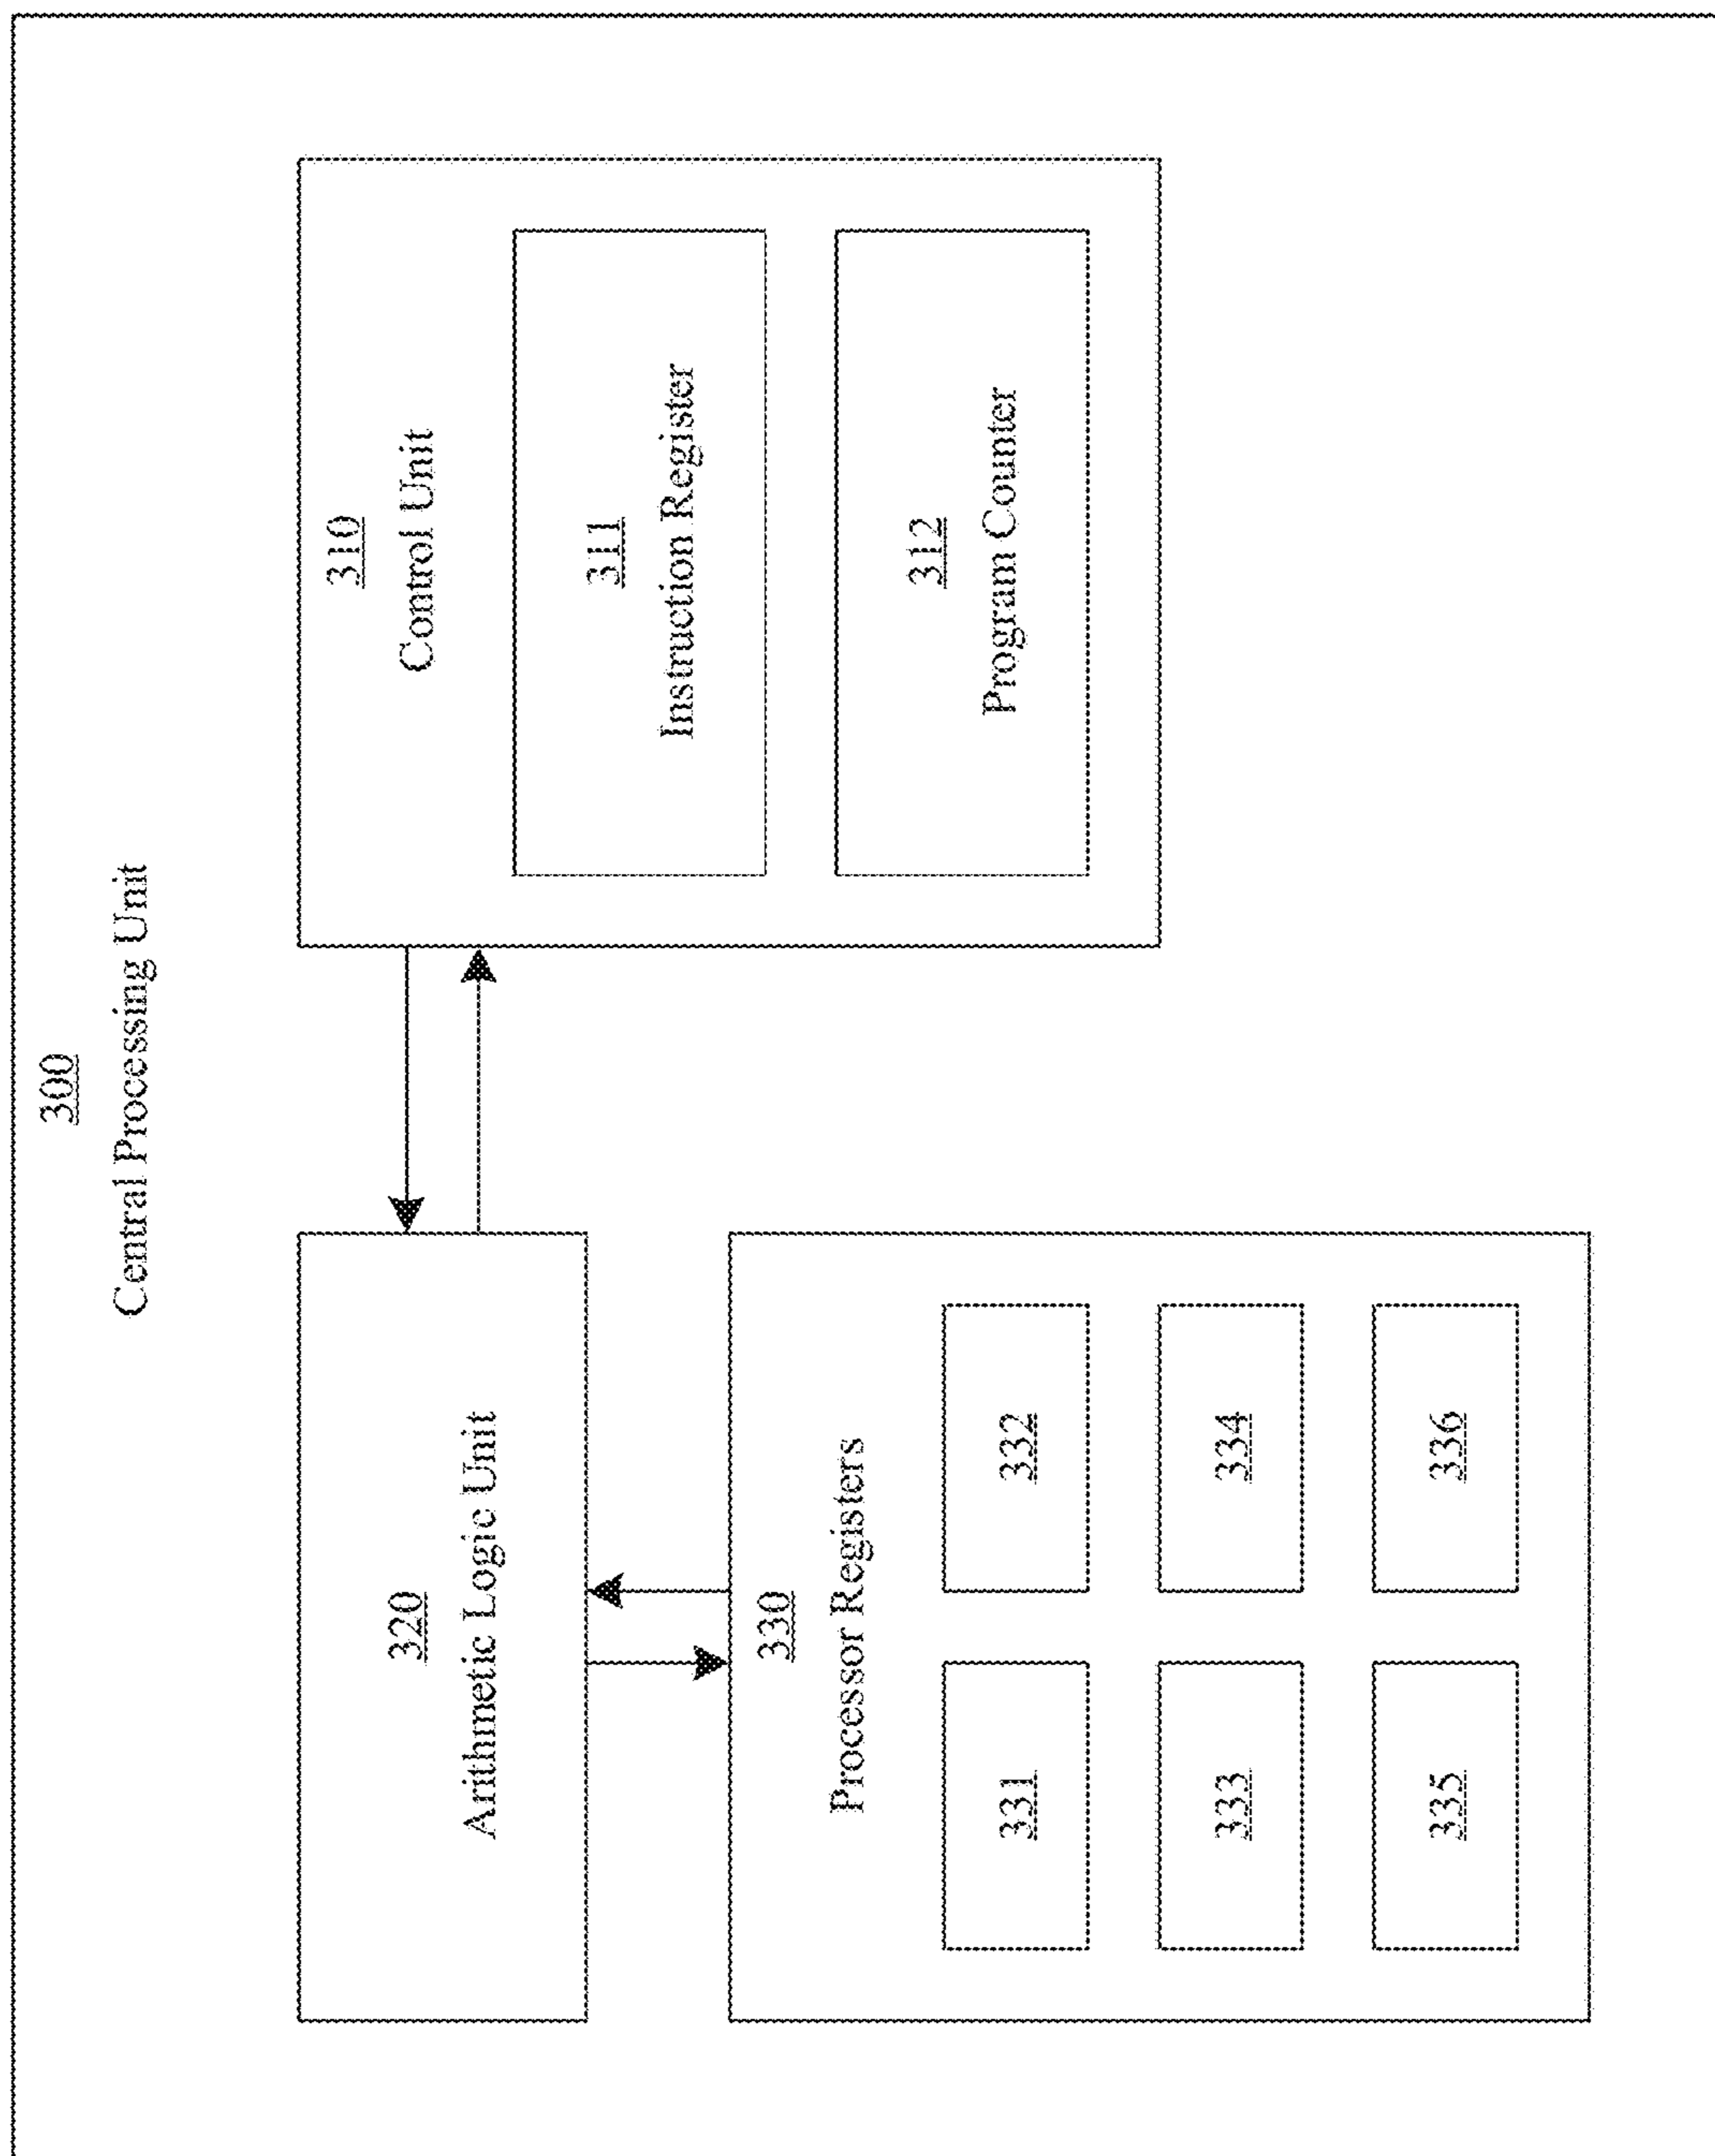 300
Central Processing Unit
320
Arithmetic Logic Unit
330
Processor Registers
331
332
333
334
335
336
310
Control Unit
311
Instruction Register
312
Program Counter